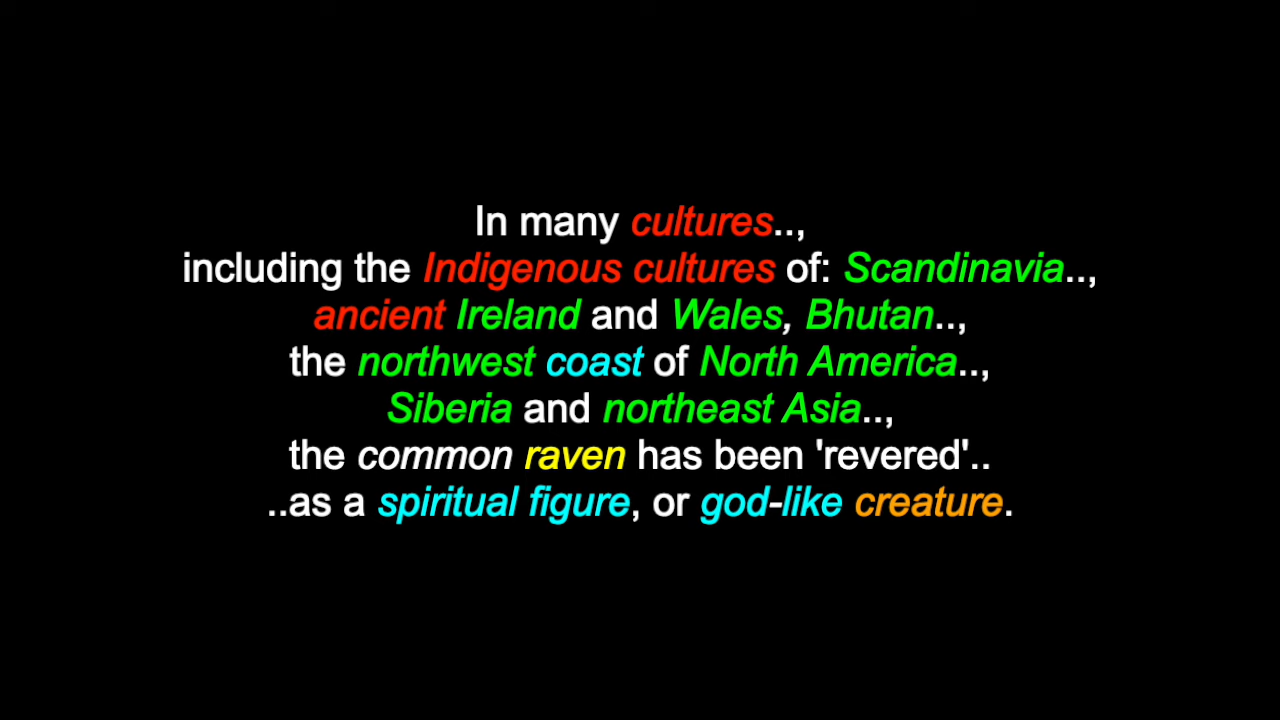 In many cultures..,
including the Indigenous cultures of: Scandinavia..,
ancient Ireland and Wales, Bhutan..,
the northwest coast of North America..,
Siberia and northeast Asia..,
the common raven has been 'revered'..
..as a spiritual figure, or god-like creature.